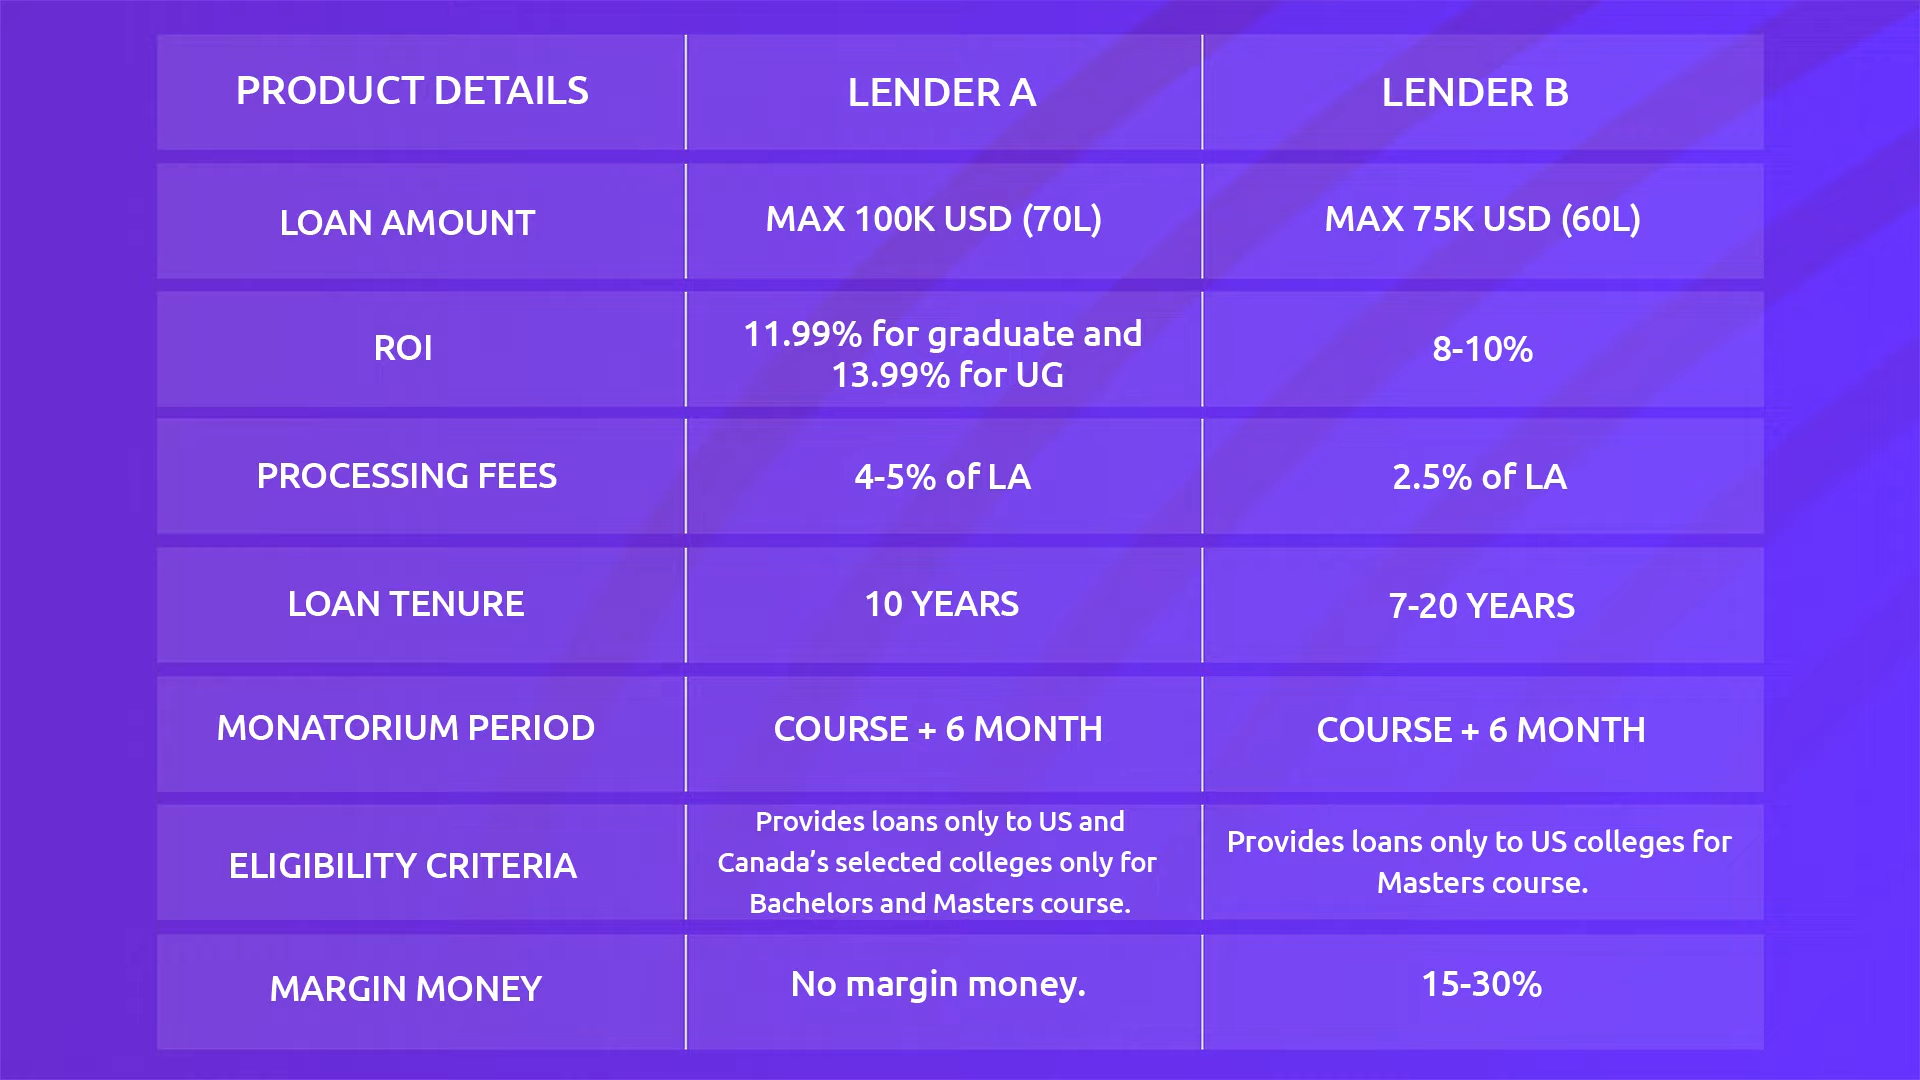 PRODUCT DETAILS
LENDER A
LENDER B
LOAN AMOUNT
MAX 100K USD (70L)
MAX 75K USD (60L)
ROI
11.99% for graduate and
13.99% for UG
8-10%
PROCESSING FEES
4-5% of LA
2.5% of LA
LOAN TENURE
10 YEARS
7-20 YEARS
MONATORIUM PERIOD
COURSE + 6 MONTH
COURSE + 6 MONTH
ELIGIBILITY CRITERIA
Provides loans only to US and
Canada’s selected colleges only for
Bachelors and Masters course.
Provides loans only to US colleges for
Masters course.
MARGIN MONEY
No margin money.
15-30%